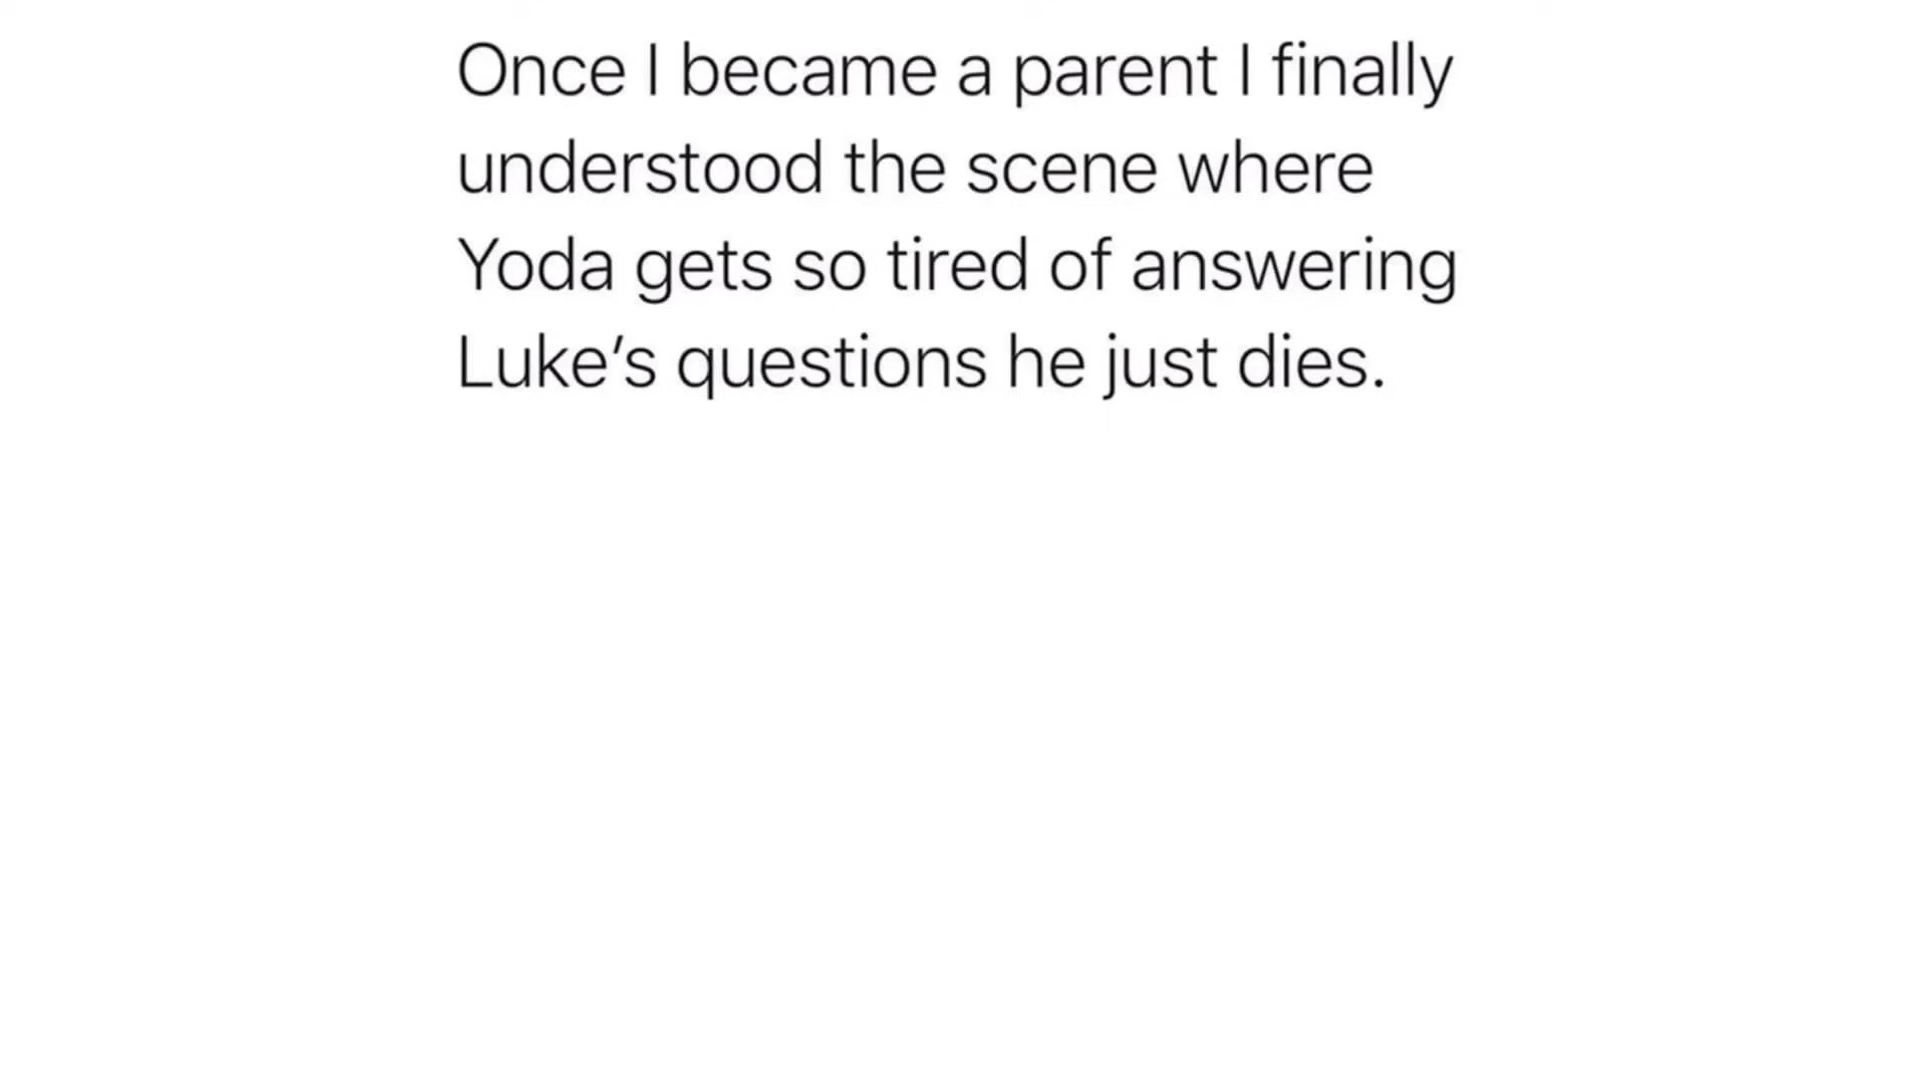 Once I became a parent I finally
understood the scene where
Yoda gets so tired of answering
Luke’s questions he just dies.